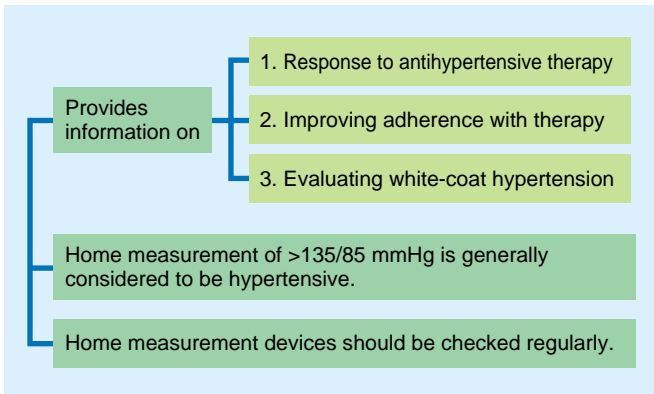 Provides
information on
1. Response to antihypertensive therapy
2. Improving adherence with therapy
3. Evaluating white-coat hypertension
Home measurement of >135/85 mmHg is generally
considered to be hypertensive.
Home measurement devices should be checked regularly.